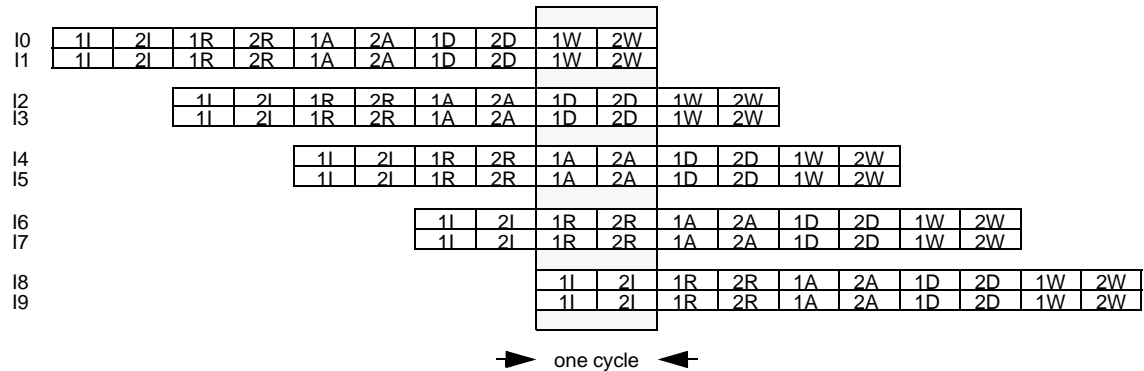 I0 1I 2I 1R 2R 1A 2A 1D 2D 1W 2W
I1 1I 2I 1R 2R 1A 2A 1D 2D 1W 2W
I2 1I 2I 1R 2R 1A 2A 1D 2D 1W 2W
I3 1I 2I 1R 2R 1A 2A 1D 2D 1W 2W
I4 1I 2I 1R 2R 1A 2A 1D 2D 1W 2W
I5 1I 2I 1R 2R 1A 2A 1D 2D 1W 2W
I6 1I 2I 1R 2R 1A 2A 1D 2D 1W 2W
I7 1I 2I 1R 2R 1A 2A 1D 2D 1W 2W
I8 1I 2I 1R 2R 1A 2A 1D 2D 1W 2W
I9 1I 2I 1R 2R 1A 2A 1D 2D 1W 2W
one cycle